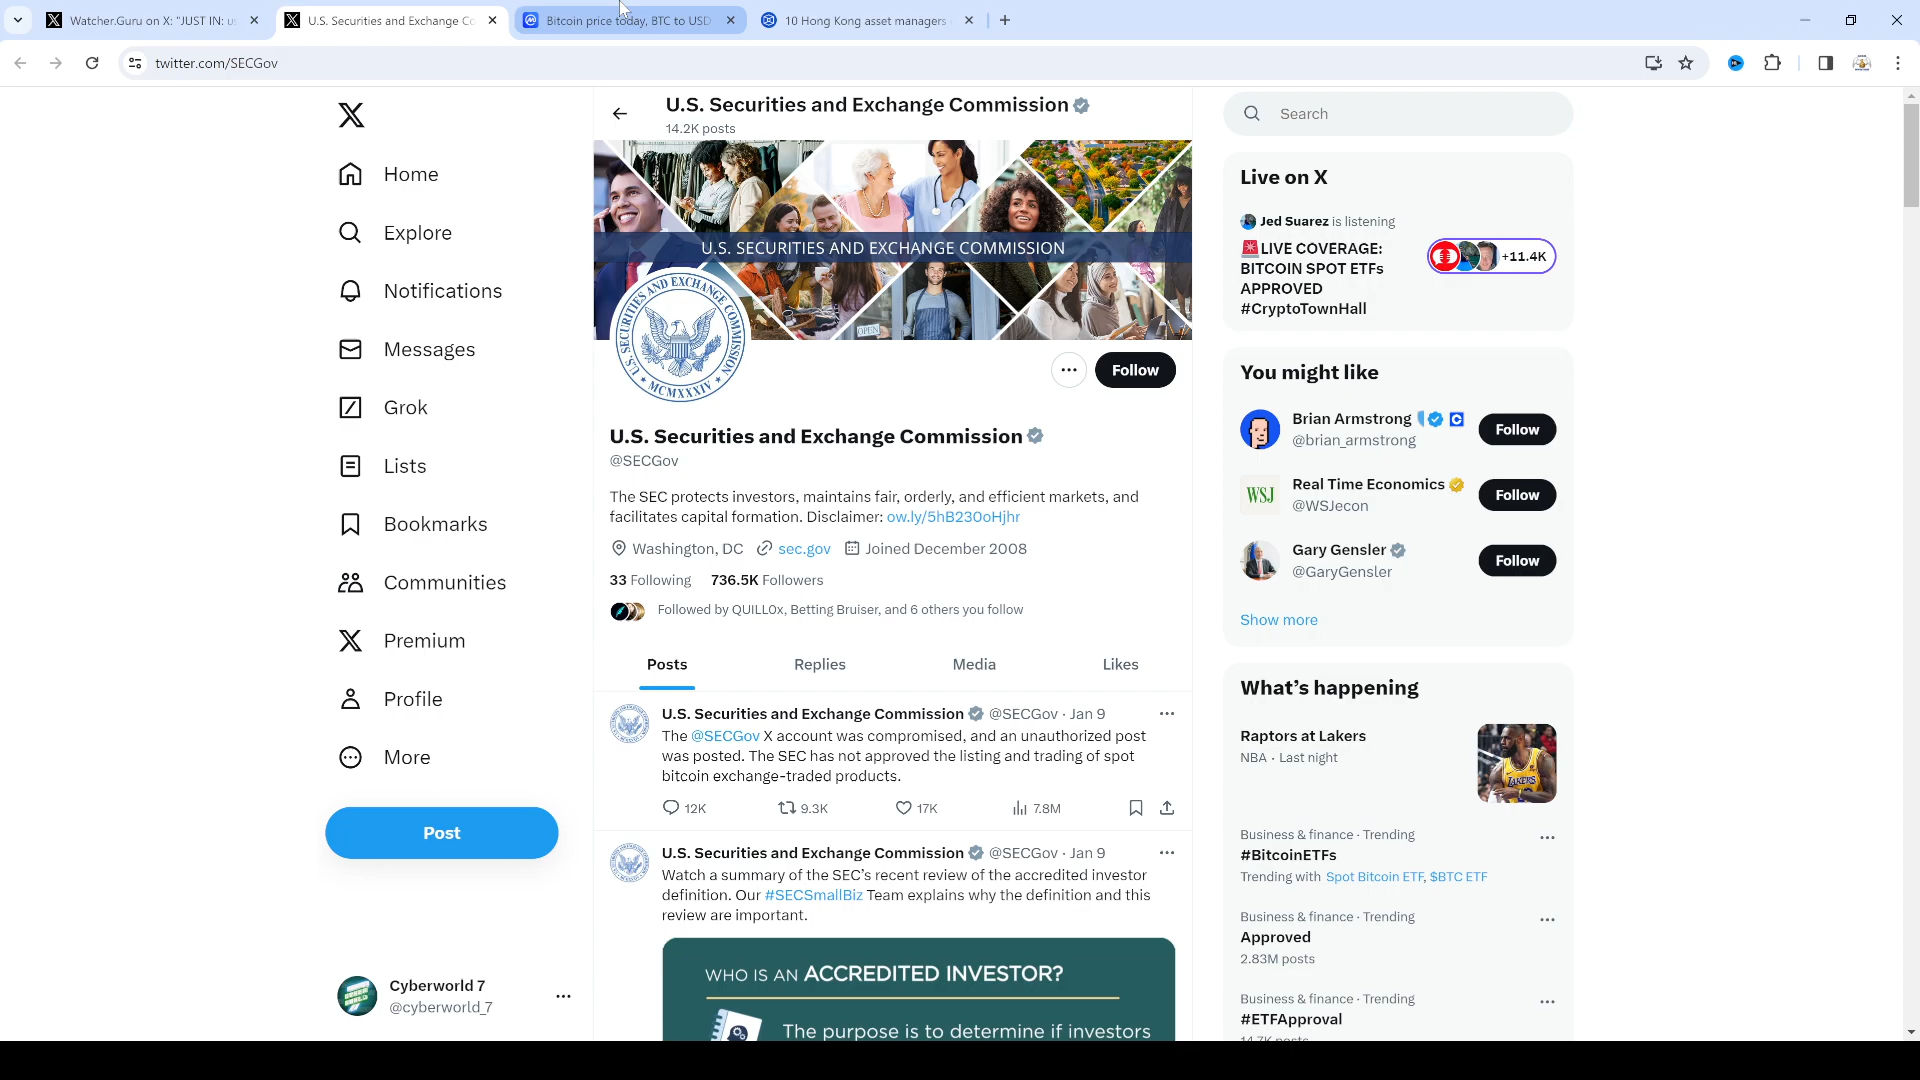 Watcher.Guru on X: "JUST IN:
U.S. Securities and Exchange Co
Bitcoin price today, BTC to USD
10 Hong Kong asset managers
twitter.com/SECGov
Home
Explore
Notifications
Messages
Grok
Lists
Bookmarks
Communities
Premium
Profile
More
Post
Cyberworld 7
@cyberworld_7
U.S. Securities and Exchange Commission
14.2K posts
U.S. SECURITIES AND EXCHANGE COMMISSION
OPEN
U.S. SECURITIES AND EXCHANGE COMMISSION
MCMXXXIV
Follow
U.S. Securities and Exchange Commission
@SECGov
The SEC protects investors, maintains fair, orderly, and efficient markets, and
facilitates capital formation. Disclaimer: ow.ly/5hB230oHjhr
Washington, DC sec.gov Joined December 2008
33 Following 736.5K Followers
Followed by QUILL0x, Betting Bruiser, and 6 others you follow
Posts Replies Media Likes
U.S. Securities and Exchange Commission @SECGov · Jan 9
The @SECGov X account was compromised, and an unauthorized post
was posted. The SEC has not approved the listing and trading of spot
bitcoin exchange-traded products.
12K 9.3K 17K 7.8M
U.S. Securities and Exchange Commission @SECGov · Jan 9
Watch a summary of the SEC's recent review of the accredited investor
definition. Our #SECSmallBiz Team explains why the definition and this
review are important.
WHO IS AN ACCREDITED INVESTOR?
The purpose is to determine if investors
Search
Live on X
Jed Suarez is listening
🚨LIVE COVERAGE:
BITCOIN SPOT ETFs
APPROVED
#CryptoTownHall
+11.4K
You might like
Brian Armstrong
@brian_armstrong
Follow
WSJ
Real Time Economics
@WSJecon
Follow
Gary Gensler
@GaryGensler
Follow
Show more
What's happening
Raptors at Lakers
NBA · Last night
LAKERS
Business & finance · Trending
#BitcoinETFs
Trending with Spot Bitcoin ETF, $BTC ETF
Business & finance · Trending
Approved
2.83M posts
Business & finance · Trending
#ETFApproval
14.7K posts